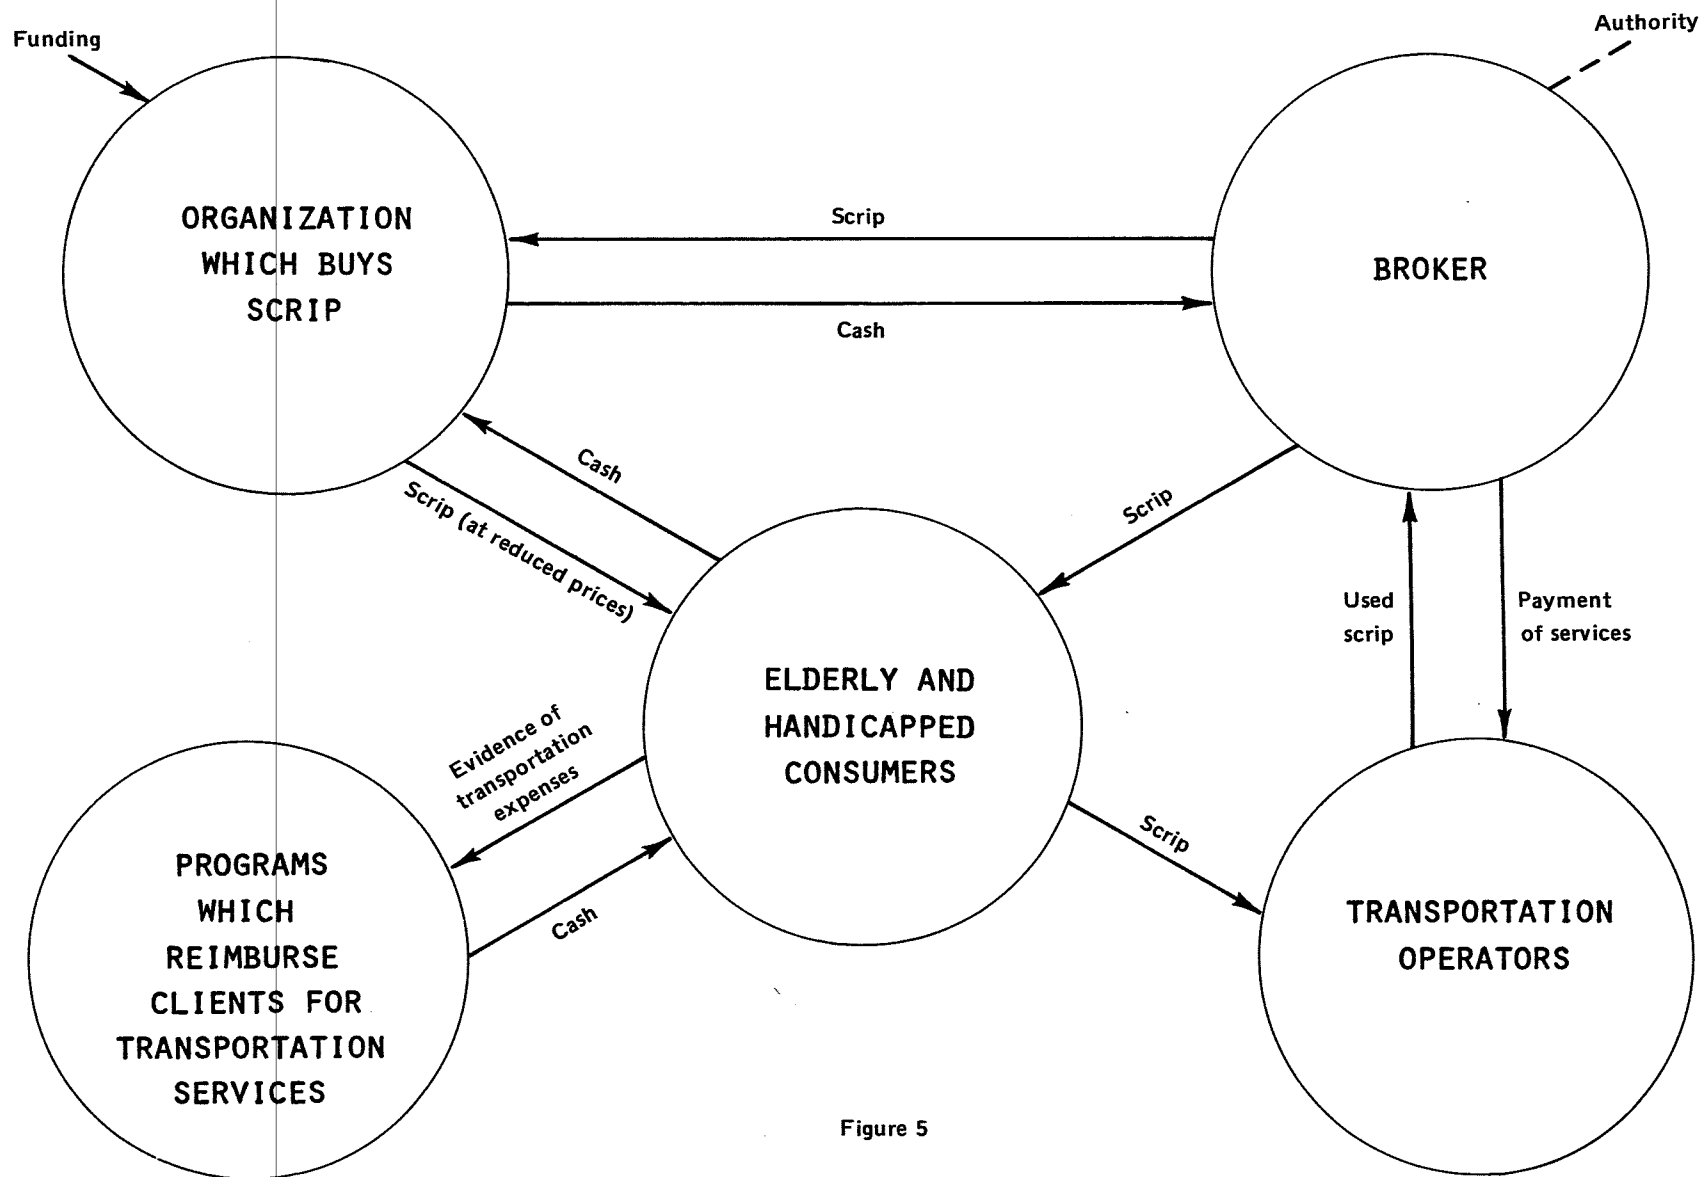 Funding
Authority
ORGANIZATION
WHICH BUYS
SCRIP
Scrip
Cash
BROKER
Cash
Scrip (at reduced prices)
Scrip
Used
scrip
Payment
of services
ELDERLY AND
HANDICAPPED
CONSUMERS
Evidence of
transportation
expenses
Cash
Scrip
PROGRAMS
WHICH
REIMBURSE
CLIENTS FOR
TRANSPORTATION
SERVICES
TRANSPORTATION
OPERATORS
Figure 5